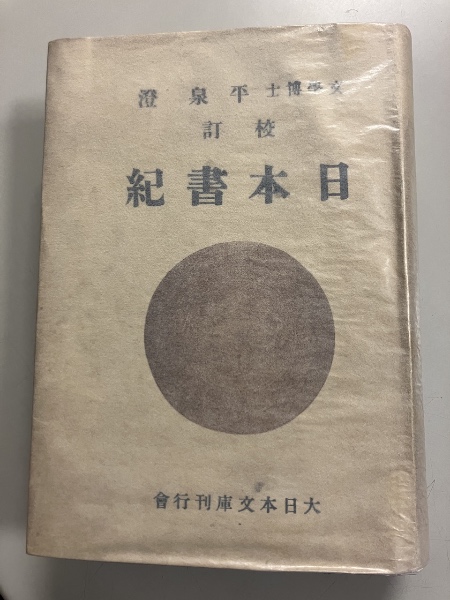 文學博士 平泉澄
校訂
日本書紀
大日本文庫刊行會